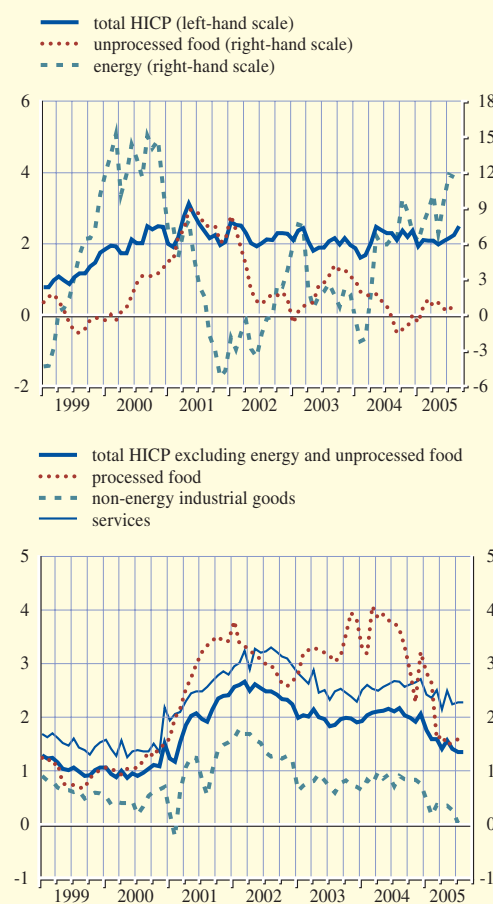 total HICP (left-hand scale)
unprocessed food (right-hand scale)
energy (right-hand scale)
6 18
15
4 12
9
2 6
3
0 0
-3
-2 -6
1999 2000 2001 2002 2003 2004 2005
total HICP excluding energy and unprocessed food
processed food
non-energy industrial goods
services
5 5
4 4
3 3
2 2
1 1
0 0
-1 -1
1999 2000 2001 2002 2003 2004 2005